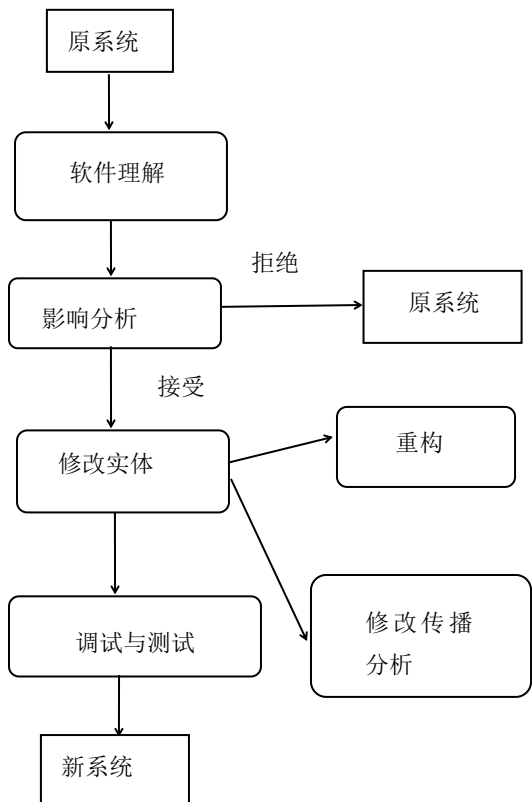 原系统
软件理解
拒绝
影响分析
原系统
接受
修改实体
重构
调试与测试
修改传播
分析
新系统